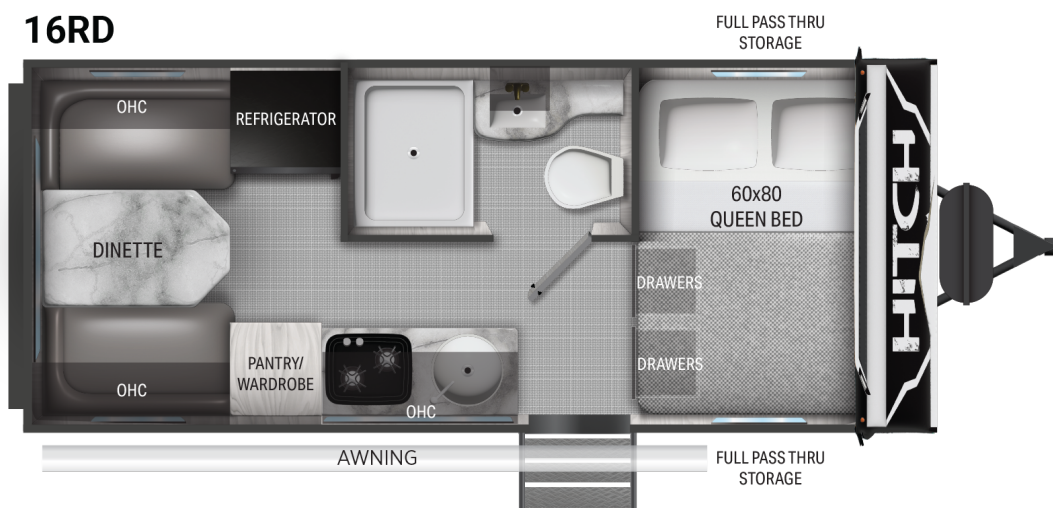 16RD
FULL PASS THRU
STORAGE
OHC
REFRIGERATOR
60x80
QUEEN BED
HITCH
DINETTE
DRAWERS
DRAWERS
PANTRY/
WARDROBE
OHC
OHC
AWNING
FULL PASS THRU
STORAGE